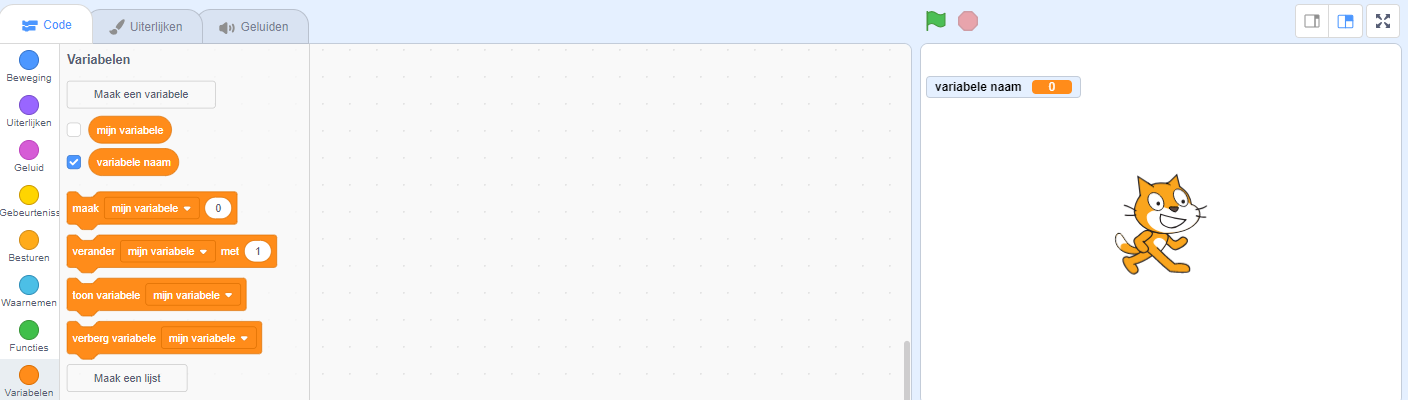 Code
Uiterlijken
Geluiden
Beweging
Uiterlijken
Geluid
Gebeurteniss
Besturen
Waarnemen
Functies
Variabelen
Variabelen
Maak een variabele
mijn variabele
variabele naam
maak mijn variabele 0
verander mijn variabele met 1
toon variabele mijn variabele
verberg variabele mijn variabele
Maak een lijst
variabele naam 0